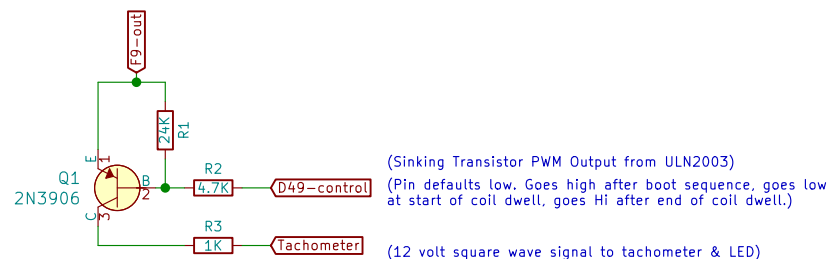 F9-out
24K
R1
E
1
Q1
2N3906
B
2
C
3
R2
4.7K
D49-control
R3
1K
Tachometer
(Sinking Transistor PWM Output from ULN2003)
(Pin defaults low. Goes high after boot sequence, goes low
at start of coil dwell, goes Hi after end of coil dwell.)
(12 volt square wave signal to tachometer & LED)